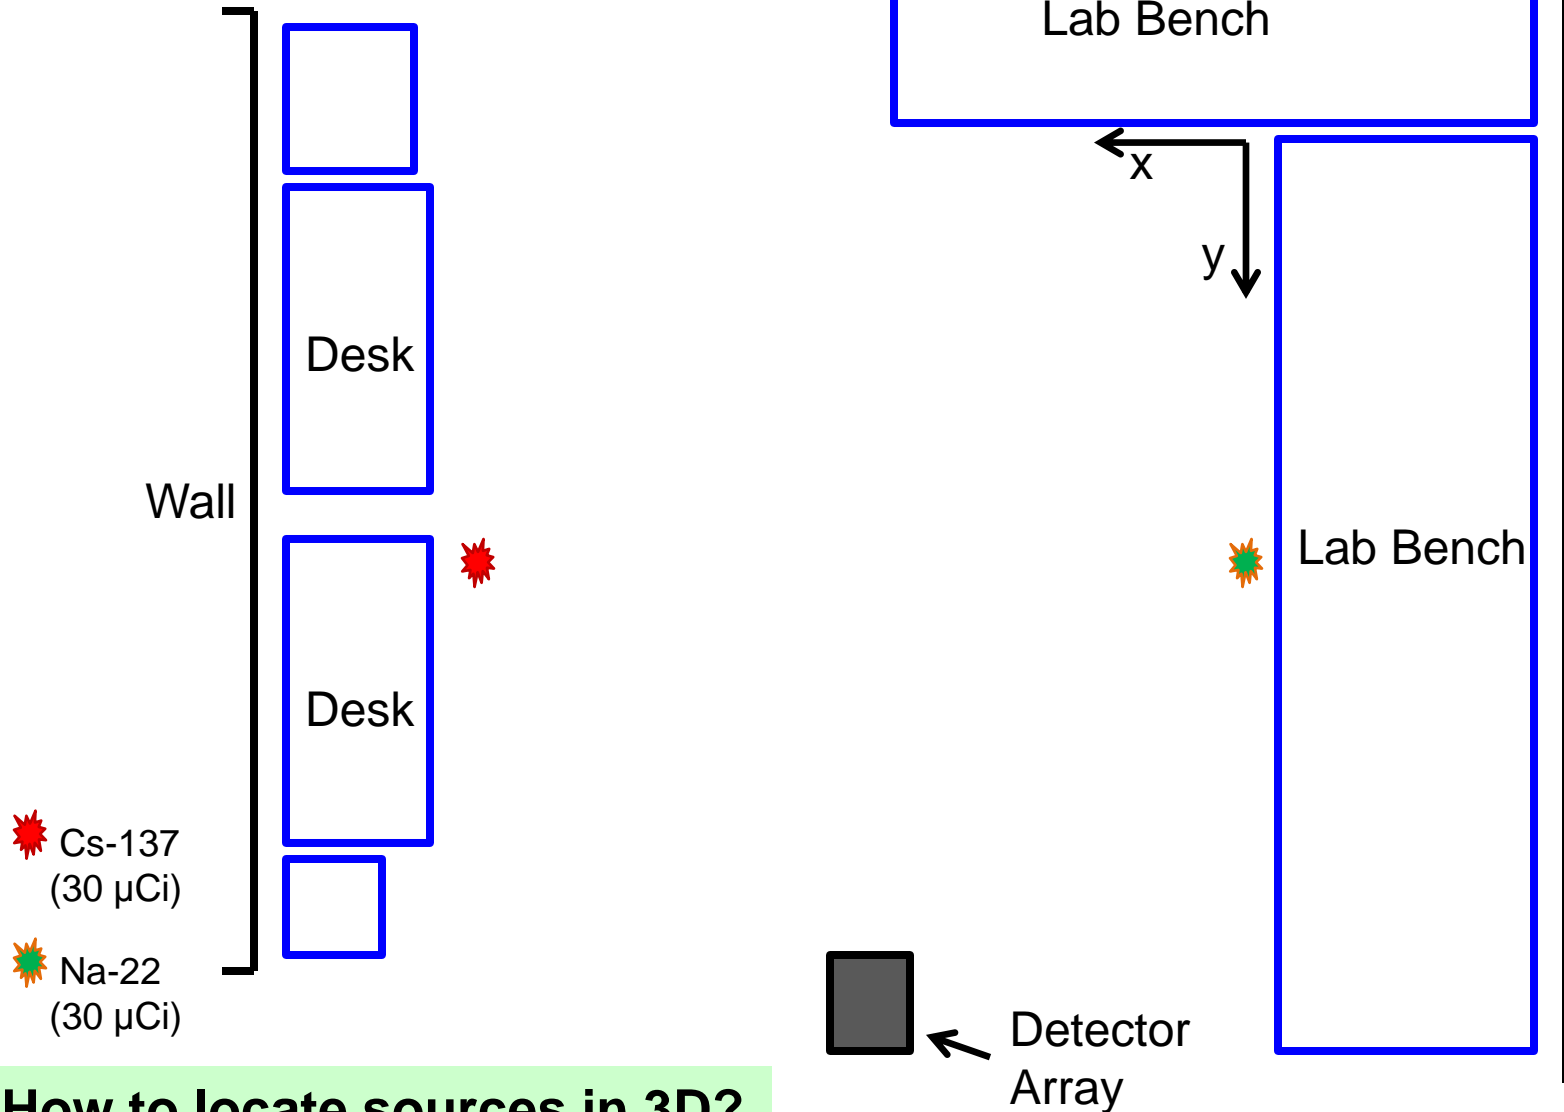 Lab Bench
x
y
Desk
Wall
Lab Bench
Desk
Cs-137
(30 µCi)
Na-22
(30 µCi)
Detector
Array
How to locate sources in 3D?